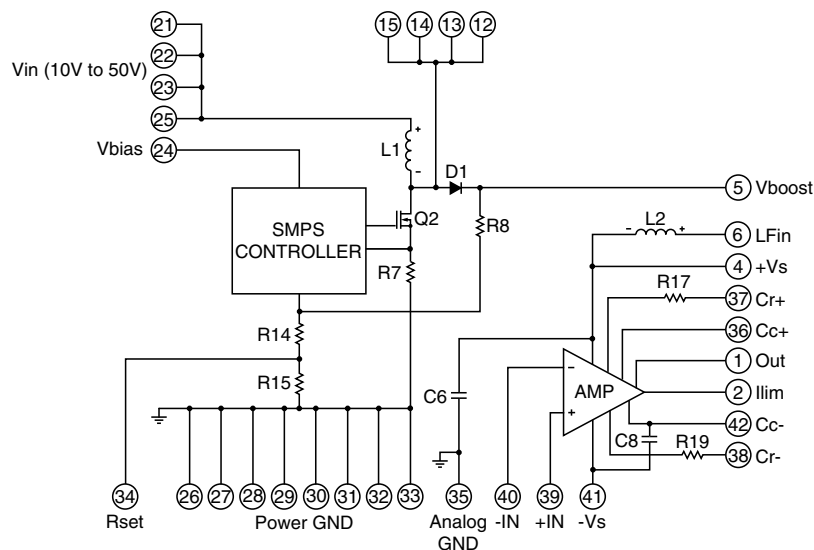 21
15 14 13 12
22
Vin (10V to 50V)
23
25
+
Vbias 24
L1
-
D1
5 Vboost
SMPS
CONTROLLER
Q2
R8
L2
- +
6 LFin
R7
4 +Vs
R17
37 Cr+
R14
36 Cc+
1 Out
R15
C6
-
AMP
+
2 Ilim
42 Cc-
C8
R19
38 Cr-
34 26 27 28 29 30 31 32 33 35 40 39 41
Rset Power GND Analog -IN +IN -Vs
GND